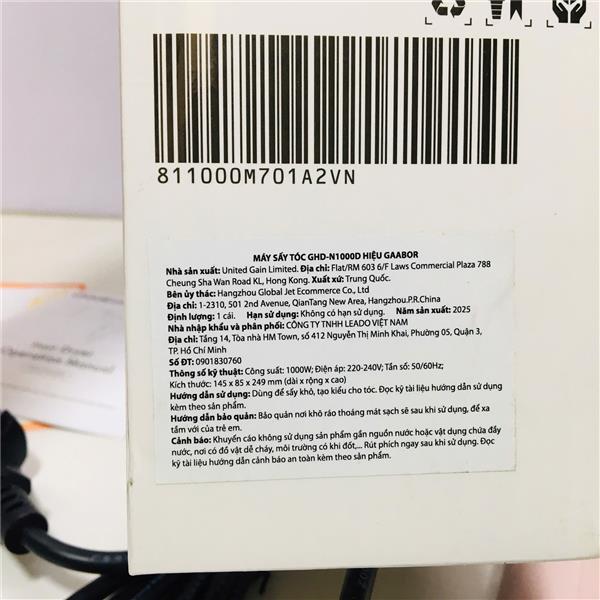 811000M701A2VN
MÁY SẤY TÓC GHD-N1000D HIỆU GAABOR
Nhà sản xuất: United Gain Limited. Địa chỉ: Flat/RM 603 6/F Laws Commercial Plaza 788
Cheung Sha Wan Road KL, Hong Kong. Xuất xứ: Trung Quốc.
Bên ủy thác: Hangzhou Global Jet Ecommerce Co., Ltd
Địa chỉ: 1-2310, 501 2nd Avenue, QianTang New Area, Hangzhou.P.R.China
Định lượng: 1 cái. Hạn sử dụng: Không có hạn sử dụng. Năm sản xuất: 2025
Nhà nhập khẩu và phân phối: CÔNG TY TNHH LEADO VIỆT NAM
Địa chỉ: Tầng 14, Tòa nhà HM Town, số 412 Nguyễn Thị Minh Khai, Phường 05, Quận 3,
TP. Hồ Chí Minh
Số ĐT: 0901830760
Thông số kỹ thuật: Công suất: 1000W; Điện áp: 220-240V; Tần số: 50/60Hz;
Kích thước: 145 x 85 x 249 mm (dài x rộng x cao)
Hướng dẫn sử dụng: Dùng để sấy khô, tạo kiểu cho tóc. Đọc kỹ tài liệu hướng dẫn sử dụng
kèm theo sản phẩm.
Hướng dẫn bảo quản: Bảo quản nơi khô ráo thoáng mát sạch sẽ sau khi sử dụng, để xa
tầm với của trẻ em.
Cảnh báo: Khuyến cáo không sử dụng sản phẩm gần nguồn nước hoặc vật dụng chứa đầy
nước, nơi có đồ vật dễ cháy, môi trường có khí đốt,... Rút phích ngay sau khi sử dụng. Đọc
kỹ tài liệu hướng dẫn cảnh báo an toàn kèm theo sản phẩm.
Hair Dryer
Operation Manual